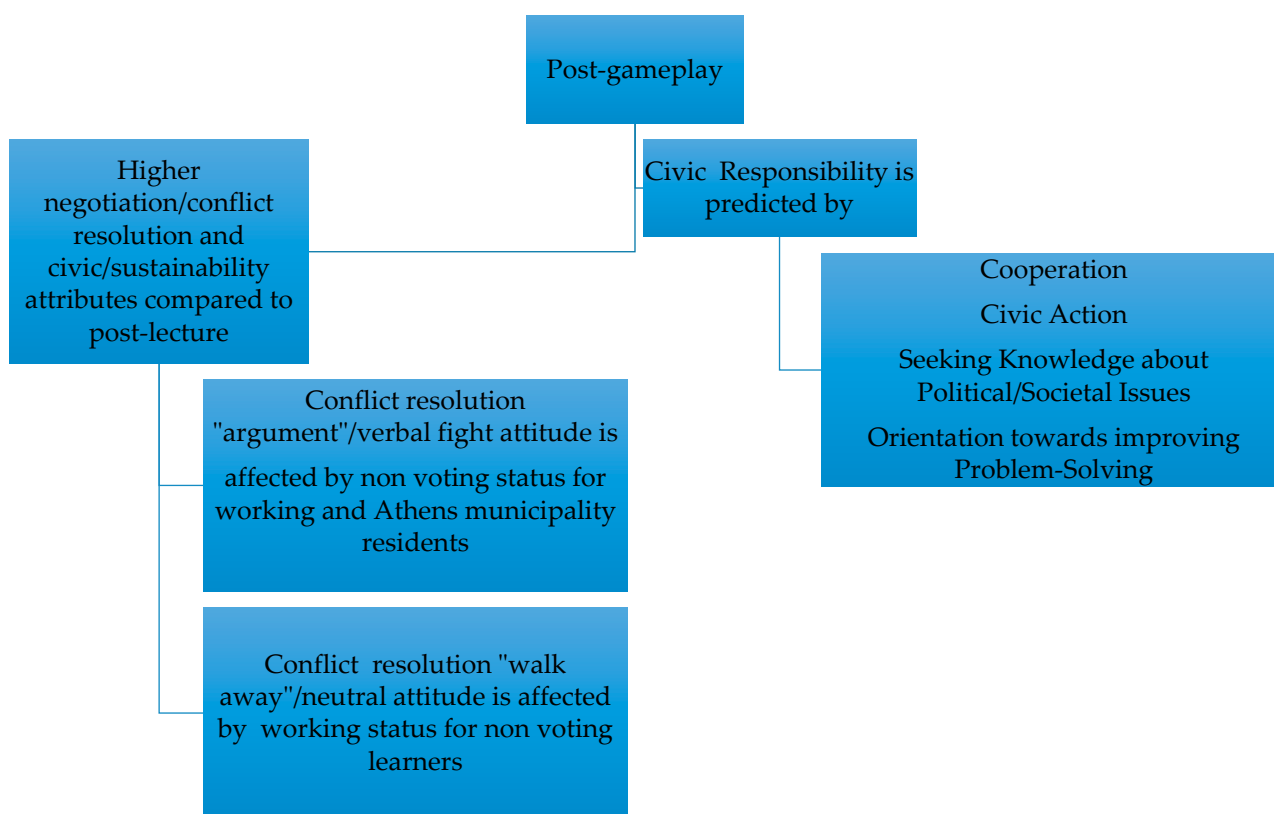 Post-gameplay
Higher
negotiation/conflict
resolution and
civic/sustainability
attributes compared to
post-lecture
Civic Responsibility is
predicted by
Cooperation
Civic Action
Seeking Knowledge about
Political/Societal Issues
Orientation towards improving
Problem-Solving
Conflict resolution
"argument"/verbal fight attitude is
affected by non voting status for
working and Athens municipality
residents
Conflict resolution "walk
away"/neutral attitude is affected
by working status for non voting
learners